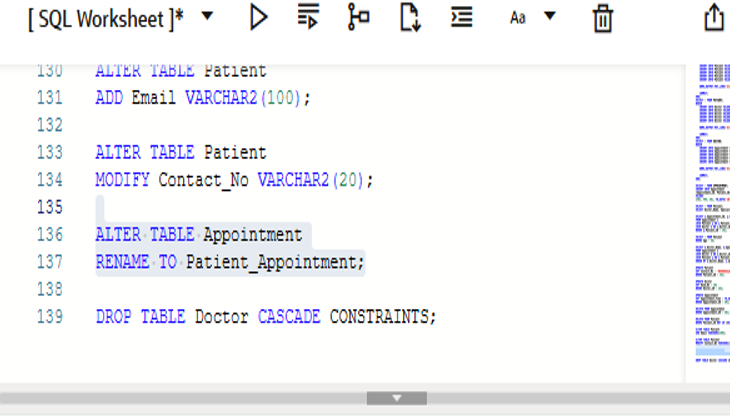 [ SQL Worksheet ]*
Aa
130 ALTER TABLE Patient
131 ADD Email VARCHAR2(100);
132
133 ALTER TABLE Patient
134 MODIFY Contact_No VARCHAR2(20);
135
136 ALTER TABLE Appointment
137 RENAME TO Patient_Appointment;
138
139 DROP TABLE Doctor CASCADE CONSTRAINTS;